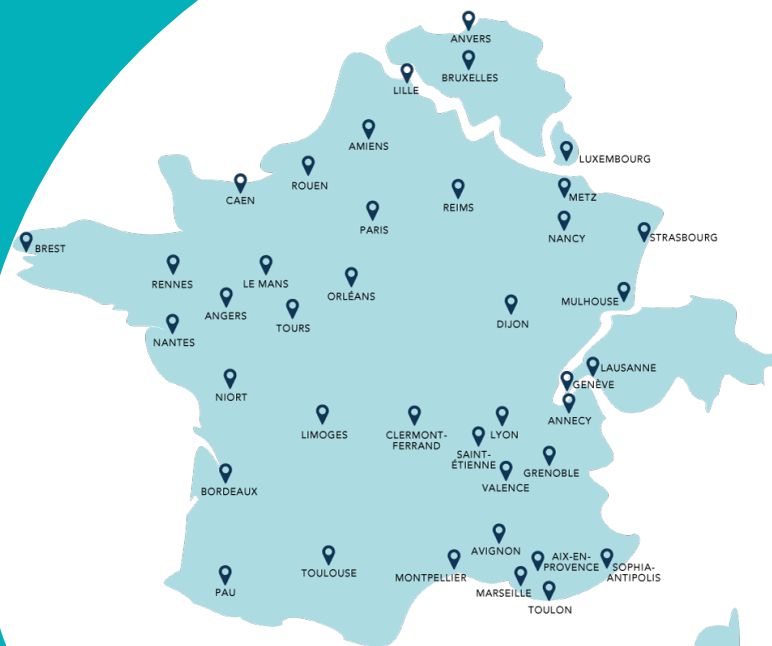 ANVERS
BRUXELLES
LILLE
AMIENS
LUXEMBOURG
ROUEN
METZ
CAEN
REIMS
PARIS
NANCY
STRASBOURG
BREST
RENNES
LE MANS
ORLÉANS
MULHOUSE
ANGERS
TOURS
DIJON
NANTES
LAUSANNE
GENÈVE
NIORT
ANNECY
LIMOGES
CLERMONT-
FERRAND
LYON
SAINT-
ÉTIENNE
GRENOBLE
VALENCE
BORDEAUX
AVIGNON
AIX-EN-
PROVENCE
SOPHIA-
ANTIPOLIS
TOULOUSE
MONTPELLIER
MARSEILLE
PAU
TOULON